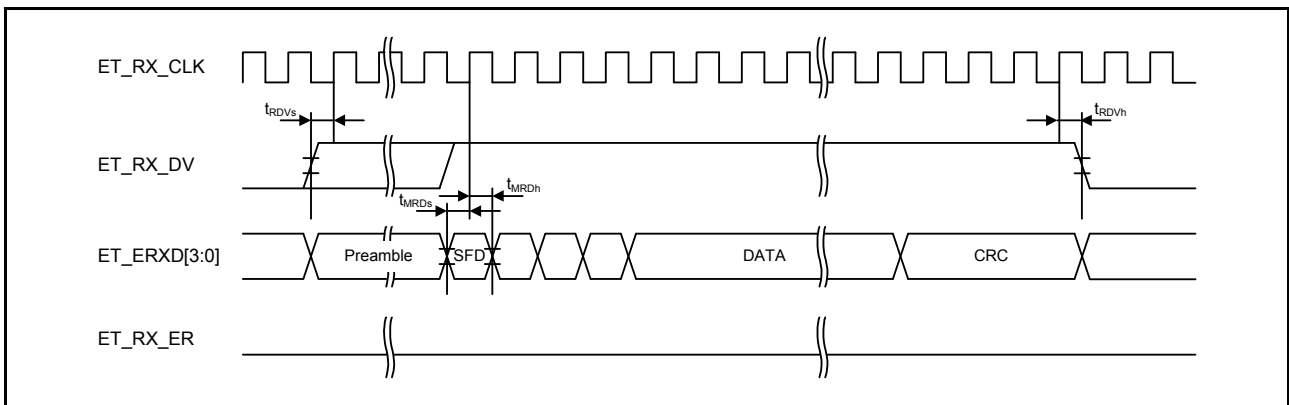 ET_RX_CLK
tRDVs
tRDVh
ET_RX_DV
tMRDh
tMRDs
ET_ERXD[3:0]
Preamble
SFD
DATA
CRC
ET_RX_ER